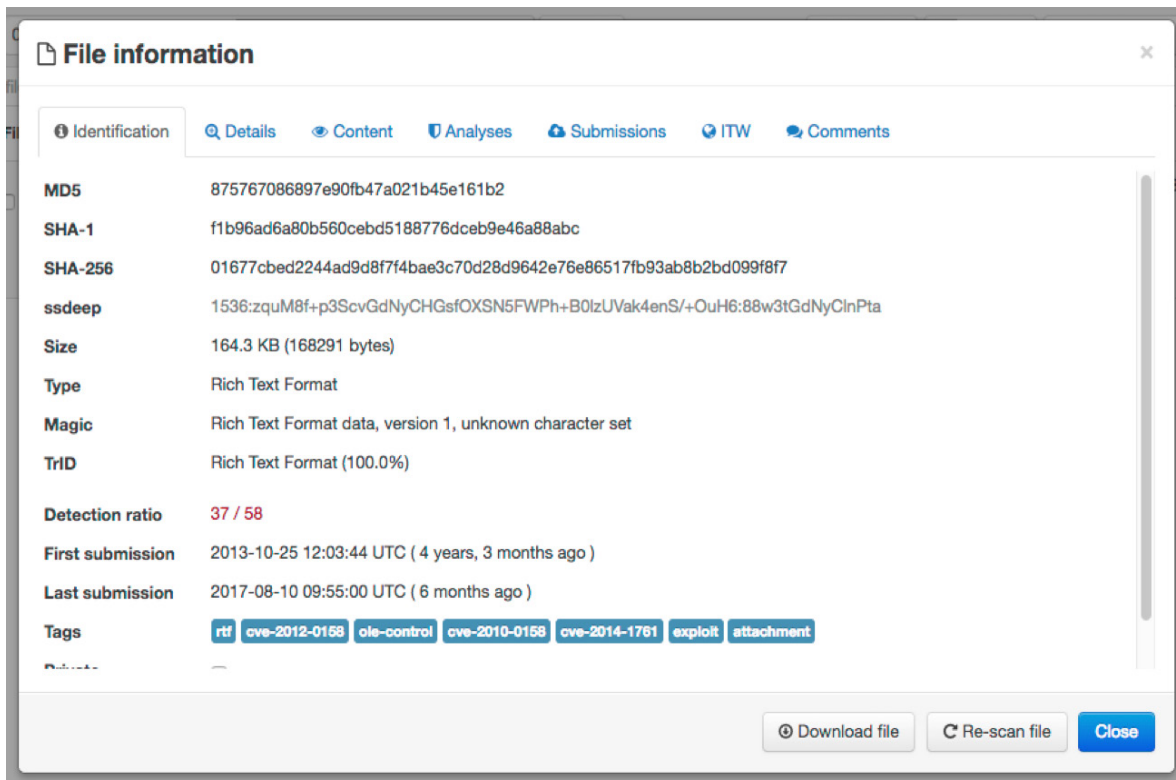 File information
×
Identification Details Content Analyses Submissions ITW Comments
MD5 875767086897e90fb47a021b45e161b2
SHA-1 f1b96ad6a80b560cebd5188776dceb9e46a88abc
SHA-256 01677cbed2244ad9d8f7f4bae3c70d28d9642e76e86517fb93ab8b2bd099f8f7
ssdeep 1536:zquM8f+p3ScvGdNyCHGsfOXSN5FWPh+B0lzUVak4enS/+OuH6:88w3tGdNyClnPta
Size 164.3 KB (168291 bytes)
Type Rich Text Format
Magic Rich Text Format data, version 1, unknown character set
TrID Rich Text Format (100.0%)
Detection ratio 37 / 58
First submission 2013-10-25 12:03:44 UTC ( 4 years, 3 months ago )
Last submission 2017-08-10 09:55:00 UTC ( 6 months ago )
Tags rtf cve-2012-0158 ole-control cve-2010-0158 cve-2014-1761 exploit attachment
Download file Re-scan file Close